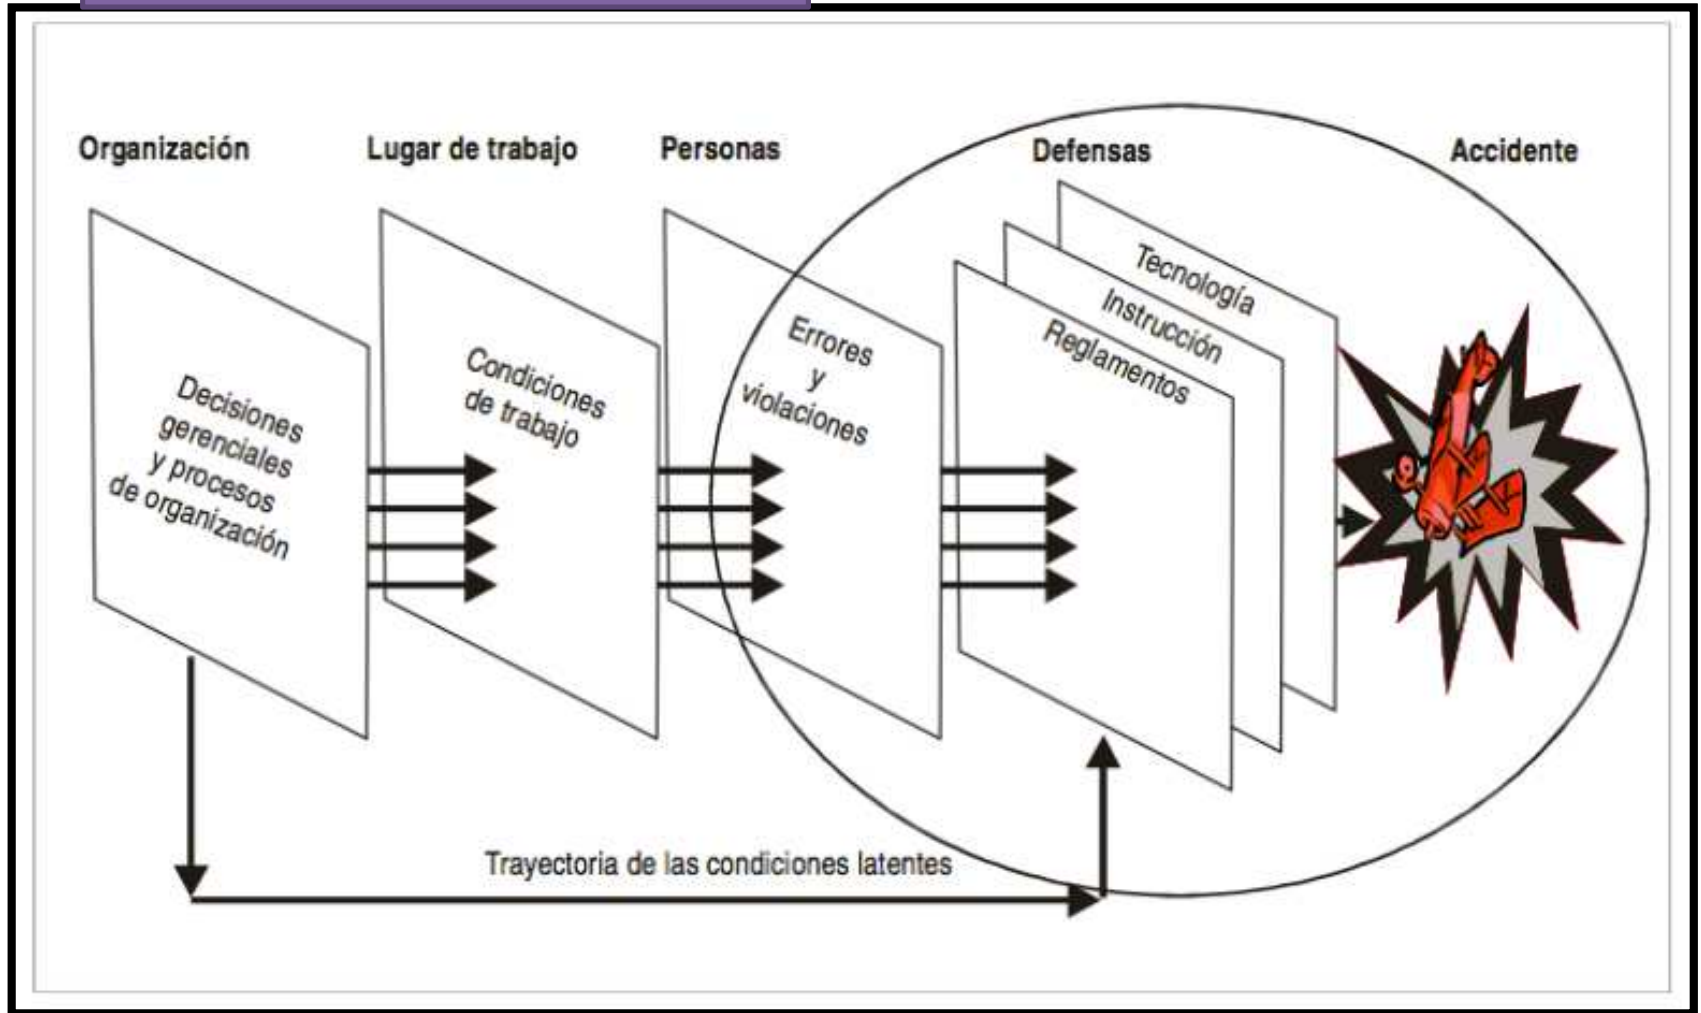 Organización
Lugar de trabajo
Personas
Defensas
Accidente
Decisiones
gerenciales
y procesos
de organización
Condiciones
de trabajo
Errores
y
violaciones
Tecnología
Instrucción
Reglamentos
Trayectoria de las condiciones latentes